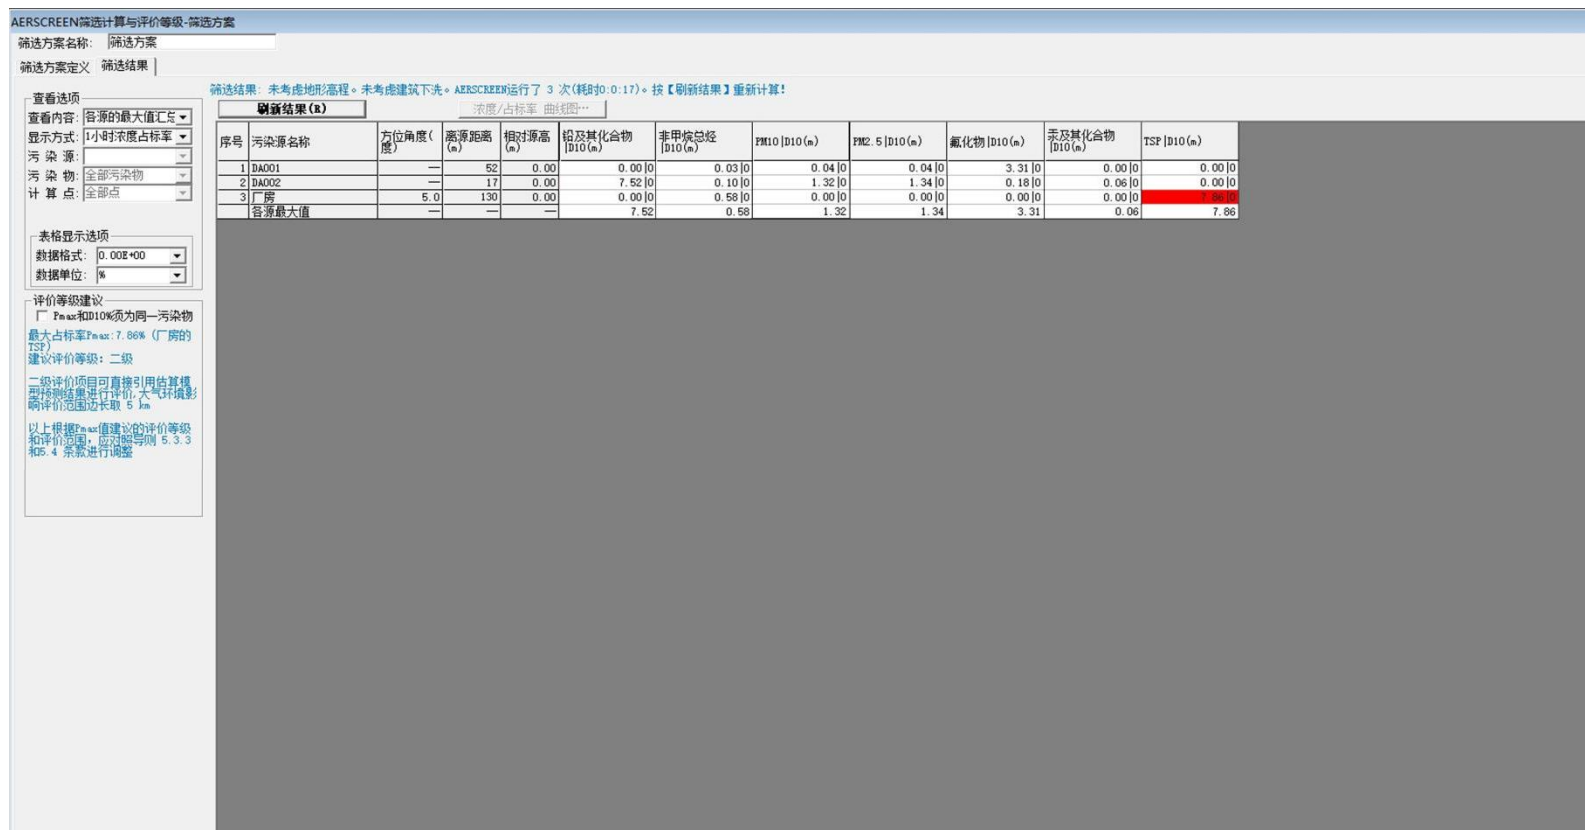 AERSCREEN筛选计算与评价等级-筛选方案
筛选方案名称: 筛选方案
筛选方案定义 筛选结果
筛选结果: 未考虑地形高程。未考虑建筑下洗。AERSCREEN运行了 3 次(耗时0:0:17)。按【刷新结果】重新计算!
查看选项
查看内容: 各源的最大值汇总
显示方式: 1小时浓度占标率
污 染 源:
污 染 物: 全部污染物
计 算 点: 全部点
表格显示选项
数据格式: 0.00E+00
数据单位: %
评价等级建议
Pmax和D10%须为同一污染物
最大占标率Pmax:7.86% (厂房的
TSP)
建议评价等级: 二级
二级评价项目可直接引用估算模
型预测结果进行评价,大气环境影
响评价范围边长取 5 km
以上根据Pmax值建议的评价等级
和评价范围, 应对照导则 5.3.3
和5.4 条款进行调整
刷新结果(R) 浓度/占标率 曲线图…
序号 污染源名称 方位角度(度) 离源距离(m) 相对源高(m) 铅及其化合物|D10(m) 非甲烷总烃|D10(m) PM10|D10(m) PM2.5|D10(m) 氟化物|D10(m) 汞及其化合物|D10(m) TSP|D10(m)
1 DA001 — 52 0.00 0.00|0 0.03|0 0.04|0 0.04|0 3.31|0 0.00|0 0.00|0
2 DA002 — 17 0.00 7.52|0 0.10|0 1.32|0 1.34|0 0.18|0 0.06|0 0.00|0
3 厂房 5.0 130 0.00 0.00|0 0.58|0 0.00|0 0.00|0 0.00|0 0.00|0 7.86|0
各源最大值 — — — 7.52 0.58 1.32 1.34 3.31 0.06 7.86